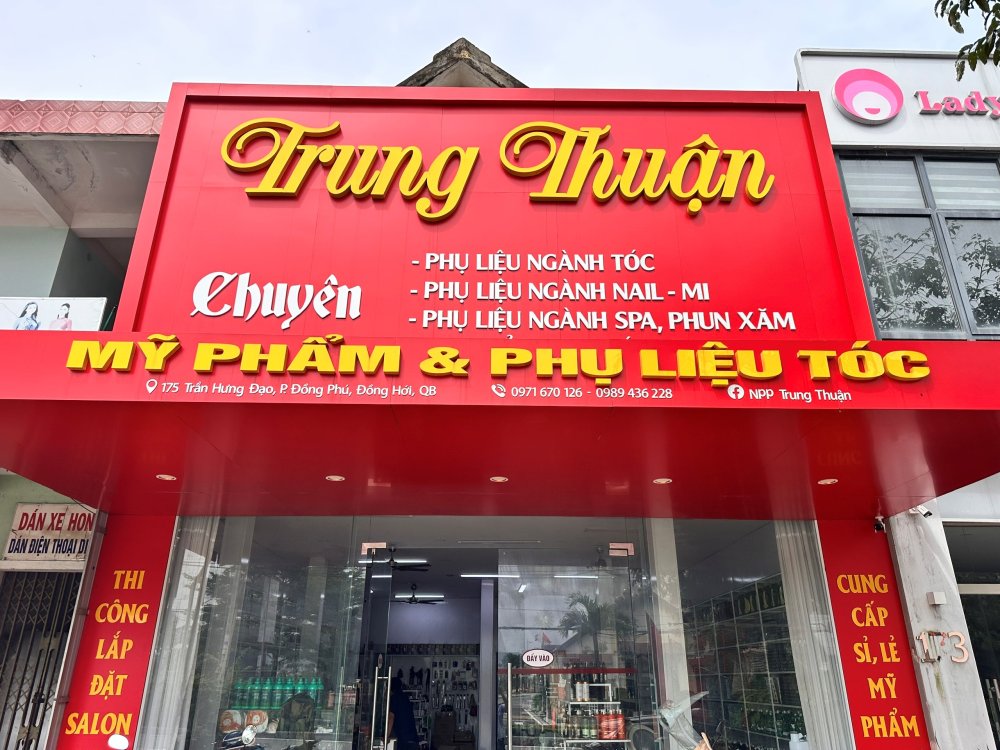 Trung Thuận
Lady
Chuyên
- PHỤ LIỆU NGÀNH TÓC
- PHỤ LIỆU NGÀNH NAIL - MI
- PHỤ LIỆU NGÀNH SPA, PHUN XĂM
MỸ PHẨM & PHỤ LIỆU TÓC
175 Trần Hưng Đạo, P. Đồng Phú, Đồng Hới, QB
0971 670 126 - 0989 436 228
NPP Trung Thuận
DÁN XE HON
DÁN ĐIỆN THOẠI DI
THI
CÔNG
LẮP
ĐẶT
SALON
ĐẨY VÀO
CUNG
CẤP
SỈ, LẺ
MỸ
PHẨM
173